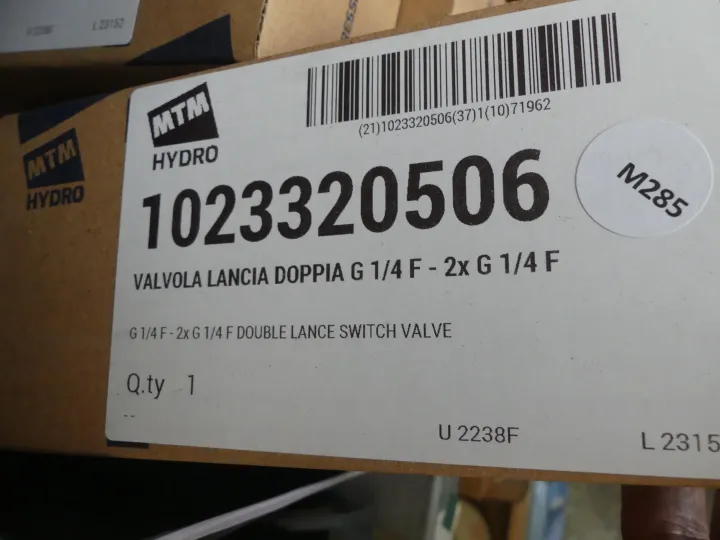 L 23152
MTM
HYDRO
MTM
HYDRO
(21)1023320506(37)1(10)71962
1023320506
M285
VALVOLA LANCIA DOPPIA G 1/4 F - 2x G 1/4 F
G 1/4 F - 2x G 1/4 F DOUBLE LANCE SWITCH VALVE
Q.ty 1
--
U 2238F
L 2315